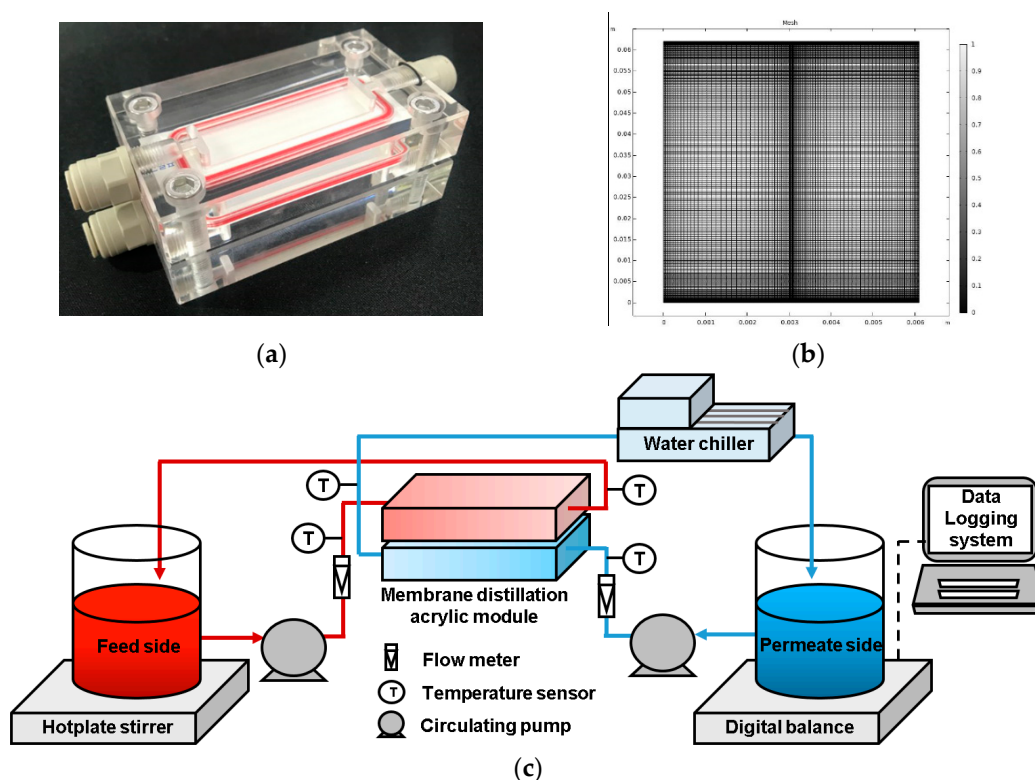 Mesh
m
0.06
0.055
0.05
0.045
0.04
0.035
0.03
0.025
0.02
0.015
0.01
0.005
0
0 0.001 0.002 0.003 0.004 0.005 0.006 m
1
0.9
0.8
0.7
0.6
0.5
0.4
0.3
0.2
0.1
0
(a)
(b)
Water chiller
T
T
T
T
Data
Logging
system
Membrane distillation
acrylic module
Feed side
Permeate side
Flow meter
T Temperature sensor
Circulating pump
Hotplate stirrer
Digital balance
(c)